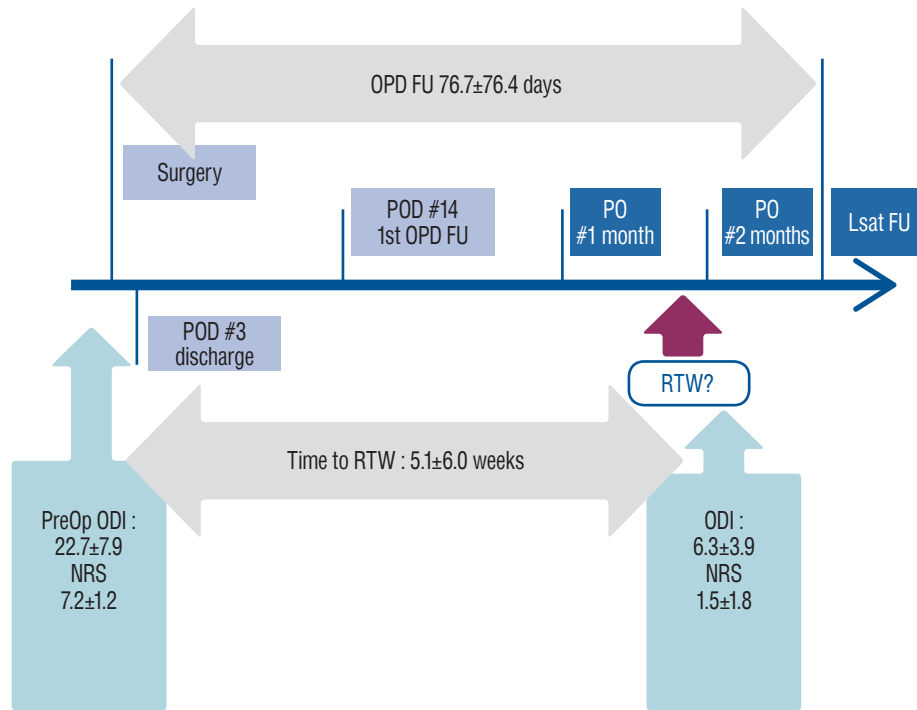 OPD FU 76.7±76.4 days
Surgery
POD #14
1st OPD FU
PO
#1 month
PO
#2 months
Lsat FU
POD #3
discharge
RTW?
Time to RTW : 5.1±6.0 weeks
PreOp ODI :
22.7±7.9
NRS
7.2±1.2
ODI :
6.3±3.9
NRS
1.5±1.8